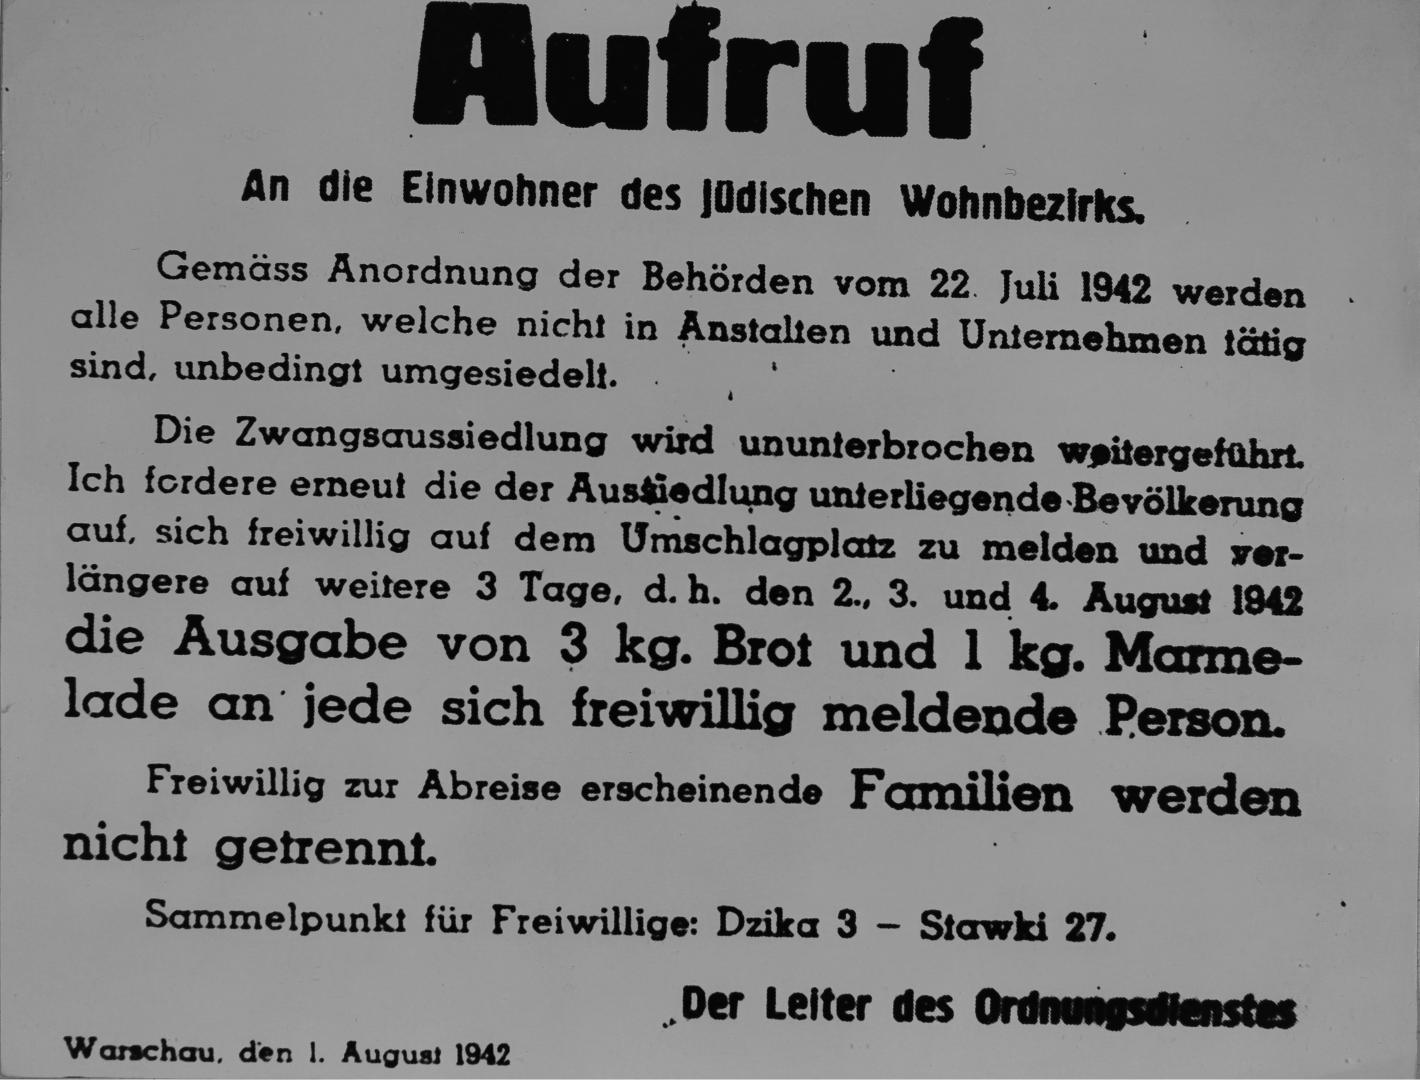 Aufruf
An die Einwohner des jüdischen Wohnbezirks.
Gemäss Anordnung der Behörden vom 22. Juli 1942 werden
alle Personen, welche nicht in Anstalten und Unternehmen tätig
sind, unbedingt umgesiedelt.
Die Zwangsaussiedlung wird ununterbrochen weitergeführt.
Ich fordere erneut die der Aussiedlung unterliegende Bevölkerung
auf, sich freiwillig auf dem Umschlagplatz zu melden und ver-
längere auf weitere 3 Tage, d. h. den 2., 3. und 4. August 1942
die Ausgabe von 3 kg. Brot und 1 kg. Marme-
lade an jede sich freiwillig meldende Person.
Freiwillig zur Abreise erscheinende Familien werden
nicht getrennt.
Sammelpunkt für Freiwillige: Dzika 3 – Stawki 27.
Der Leiter des Ordnungsdienstes
Warschau, den 1. August 1942